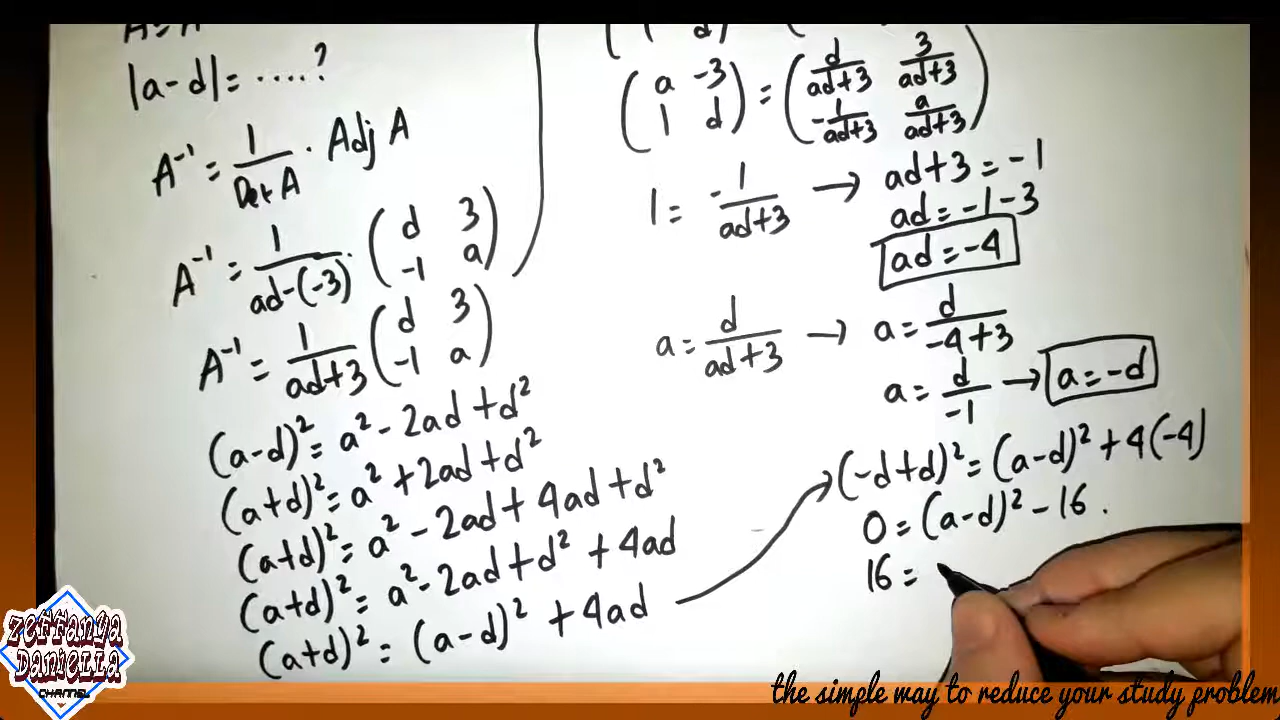 |a-d| = ....?
A⁻¹ = 1/Det A . Adj A
A⁻¹ = 1/ad-(-3) . (d 3
-1 a)
A⁻¹ = 1/ad+3 (d 3
-1 a)
(a-d)² = a² - 2ad + d²
(a+d)² = a² + 2ad + d²
(a+d)² = a² - 2ad + 4ad + d²
(a+d)² = a² - 2ad + d² + 4ad
(a+d)² = (a-d)² + 4ad
(a -3
1 d) = (d/ad+3 3/ad+3
-1/ad+3 a/ad+3)
1 = -1/ad+3 → ad+3 = -1
ad = -1-3
ad = -4
a = d/ad+3 → a = d/-4+3
a = d/-1 → a = -d
(-d+d)² = (a-d)² + 4(-4)
0 = (a-d)² - 16.
16 =
Zeffanya
Daniella
CHANNEL
the simple way to reduce your study problem